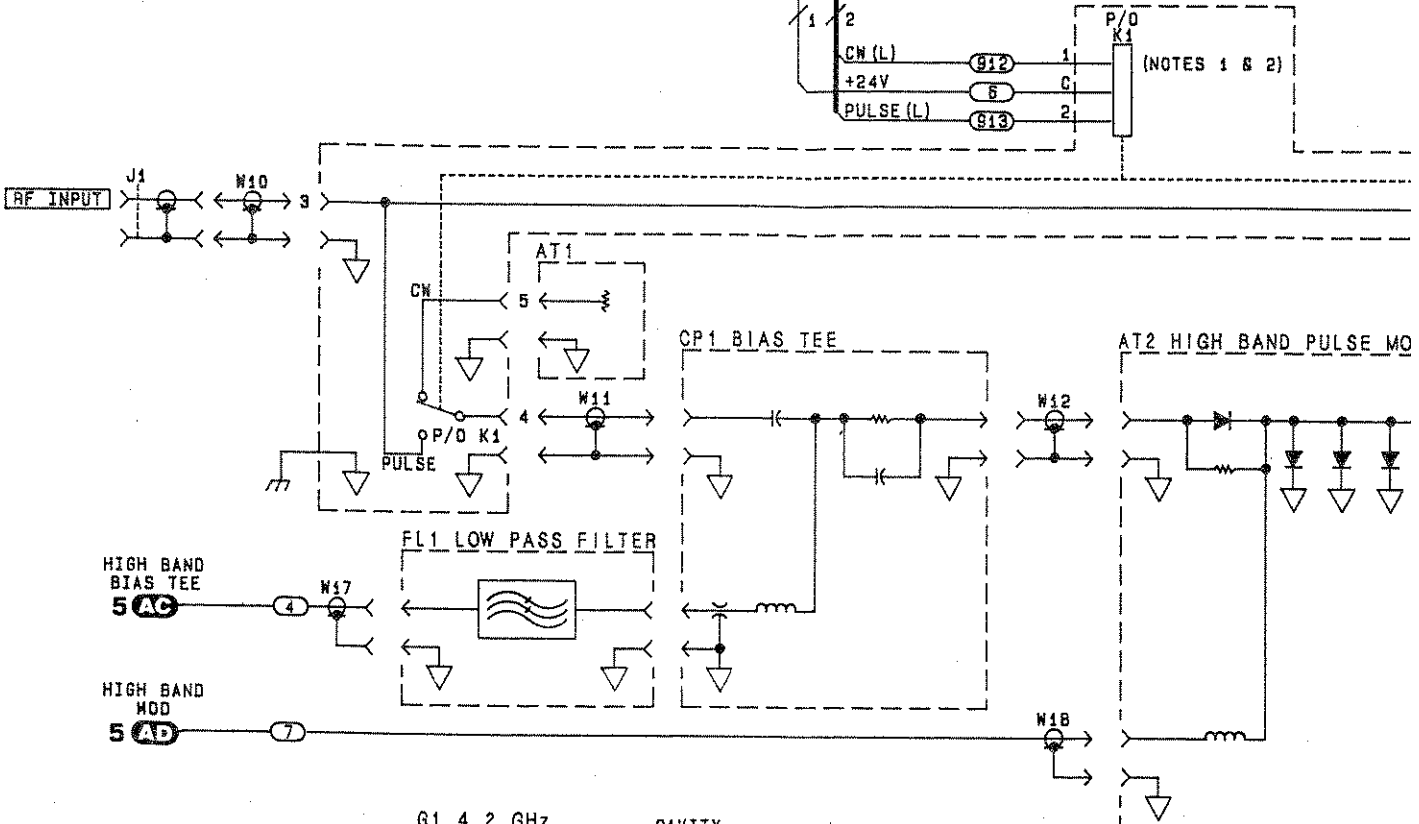 1 2
P/O
K1
CW (L) 912 1 (NOTES 1 & 2)
+24V 6 C
PULSE (L) 913 2
J1
RF INPUT W10 3
AT1
CW 5
CP1 BIAS TEE
AT2 HIGH BAND PULSE MO
W11 W12
4
P/O K1
PULSE
FL1 LOW PASS FILTER
HIGH BAND
BIAS TEE
5 AC 4 W17
HIGH BAND
MOD
5 AD 7 W18
G1 4.2 GHz